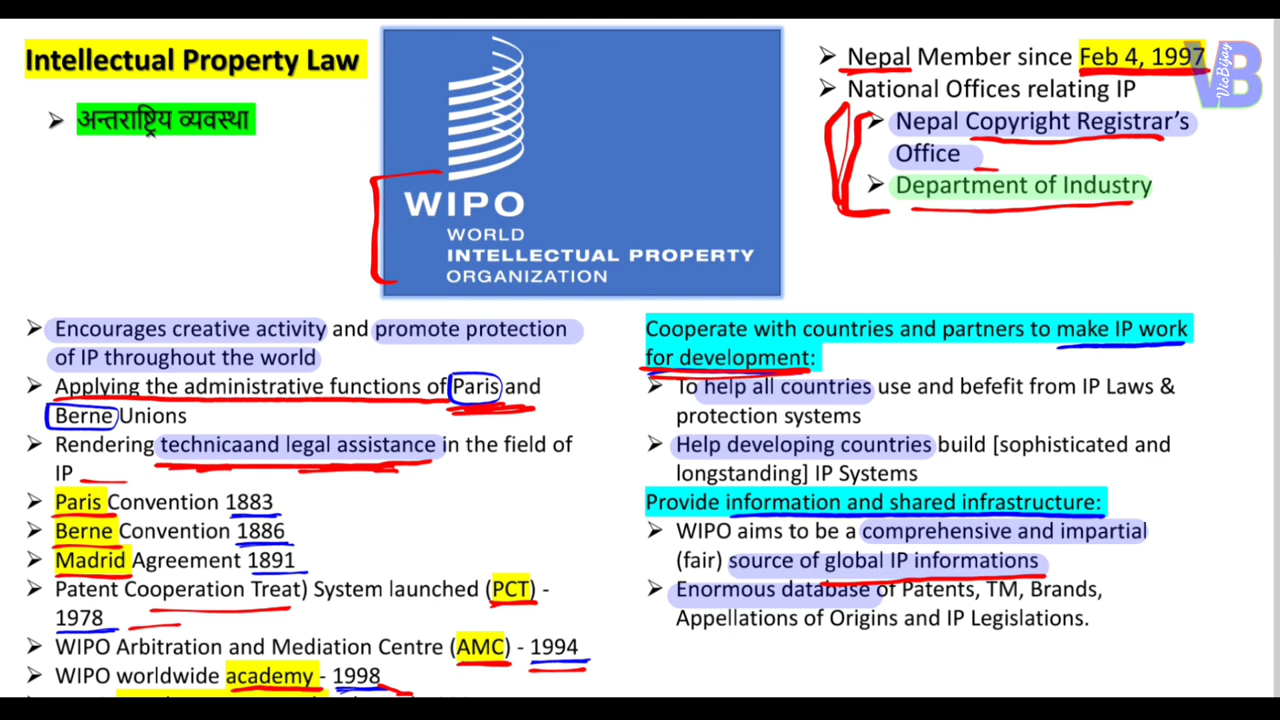 Intellectual Property Law
अन्तराष्ट्रिय व्यवस्था
WIPO
WORLD
INTELLECTUAL PROPERTY
ORGANIZATION
Nepal Member since Feb 4, 1997
National Offices relating IP
Nepal Copyright Registrar's
Office
Department of Industry
VB
VicBijay
Encourages creative activity and promote protection
of IP throughout the world
Applying the administrative functions of Paris and
Berne Unions
Rendering technicaand legal assistance in the field of
IP
Paris Convention 1883
Berne Convention 1886
Madrid Agreement 1891
Patent Cooperation Treat) System launched (PCT) -
1978
WIPO Arbitration and Mediation Centre (AMC) - 1994
WIPO worldwide academy - 1998
Cooperate with countries and partners to make IP work
for development:
To help all countries use and befefit from IP Laws &
protection systems
Help developing countries build [sophisticated and
longstanding] IP Systems
Provide information and shared infrastructure:
WIPO aims to be a comprehensive and impartial
(fair) source of global IP informations
Enormous database of Patents, TM, Brands,
Appellations of Origins and IP Legislations.